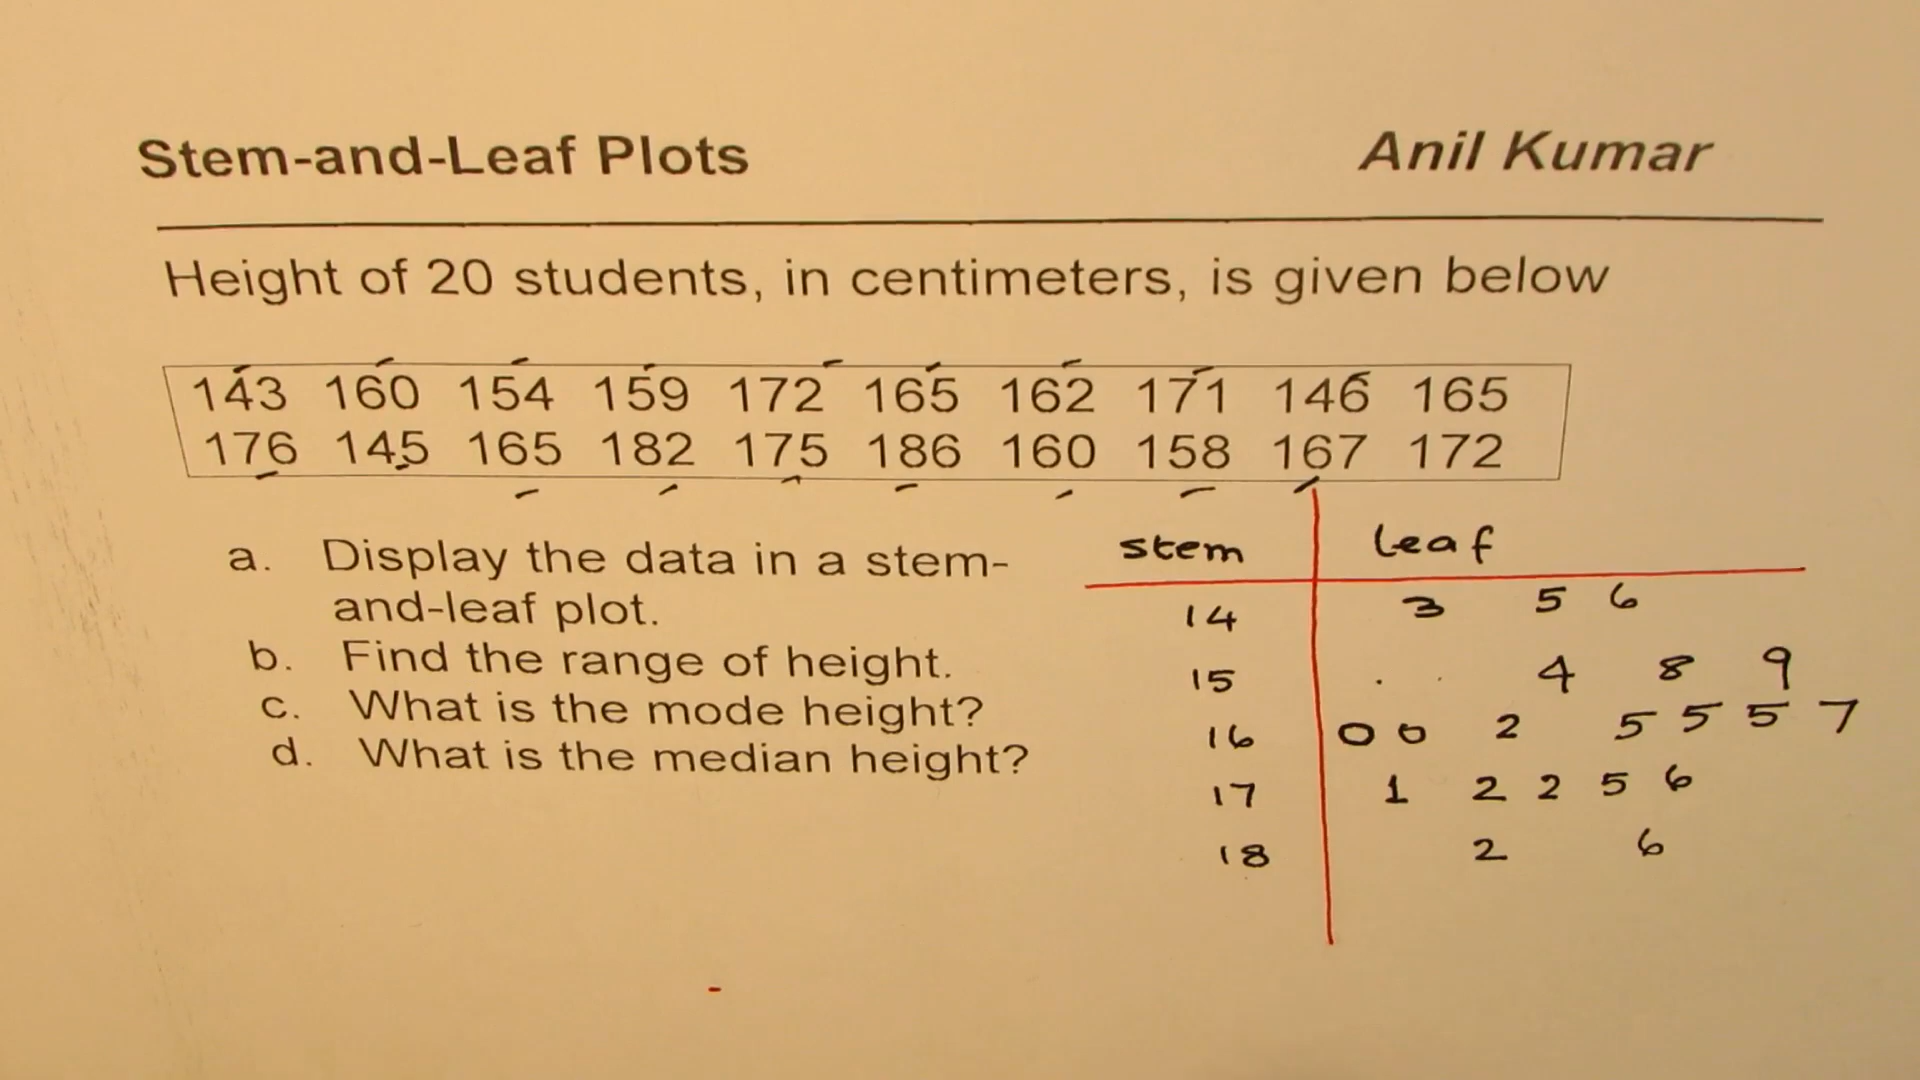 Stem-and-Leaf Plots Anil Kumar
Height of 20 students, in centimeters, is given below
143 160 154 159 172 165 162 171 146 165
176 145 165 182 175 186 160 158 167 172
a. Display the data in a stem-
and-leaf plot.
b. Find the range of height.
c. What is the mode height?
d. What is the median height?
stem leaf
14 3 5 6
15 4 8 9
16 0 0 2 5 5 5 7
17 1 2 2 5 6
18 2 6